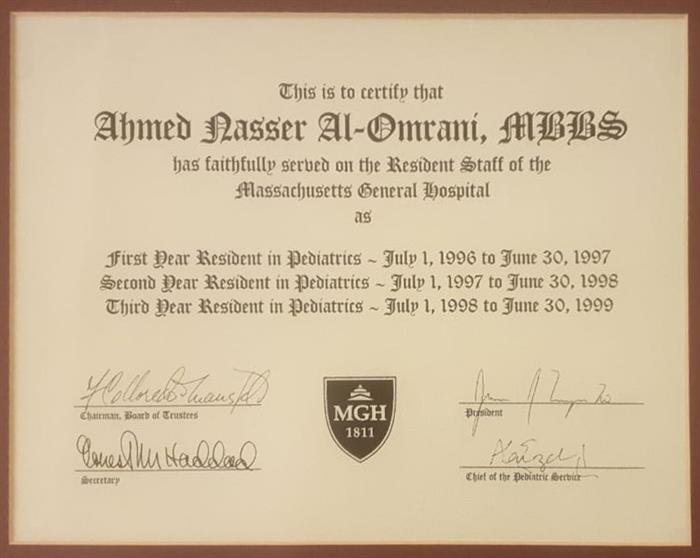 This is to certify that
Ahmed Nasser Al-Omrani, MBBS
has faithfully served on the Resident Staff of the
Massachusetts General Hospital
as
First Year Resident in Pediatrics ~ July 1, 1996 to June 30, 1997
Second Year Resident in Pediatrics ~ July 1, 1997 to June 30, 1998
Third Year Resident in Pediatrics ~ July 1, 1998 to June 30, 1999
Chairman, Board of Trustees
President
MGH
1811
Ernest M Haddad
Secretary
Chief of the Pediatric Service